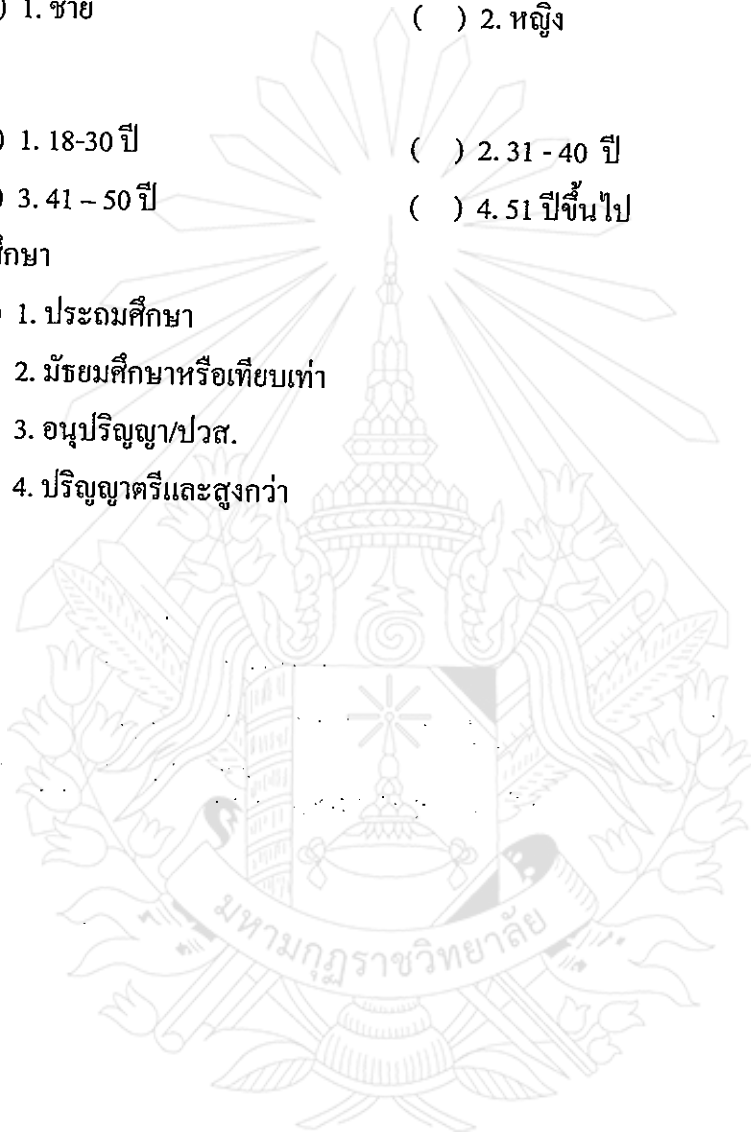 ) 1. ชาย ( ) 2. หญิง
) 1. 18-30 ปี ( ) 2. 31 - 40 ปี
) 3. 41 – 50 ปี ( ) 4. 51 ปีขึ้นไป
ศึกษา
1. ประถมศึกษา
2. มัธยมศึกษาหรือเทียบเท่า
3. อนุปริญญา/ปวส.
4. ปริญญาตรีและสูงกว่า
มหามกุฏราชวิทยาลัย